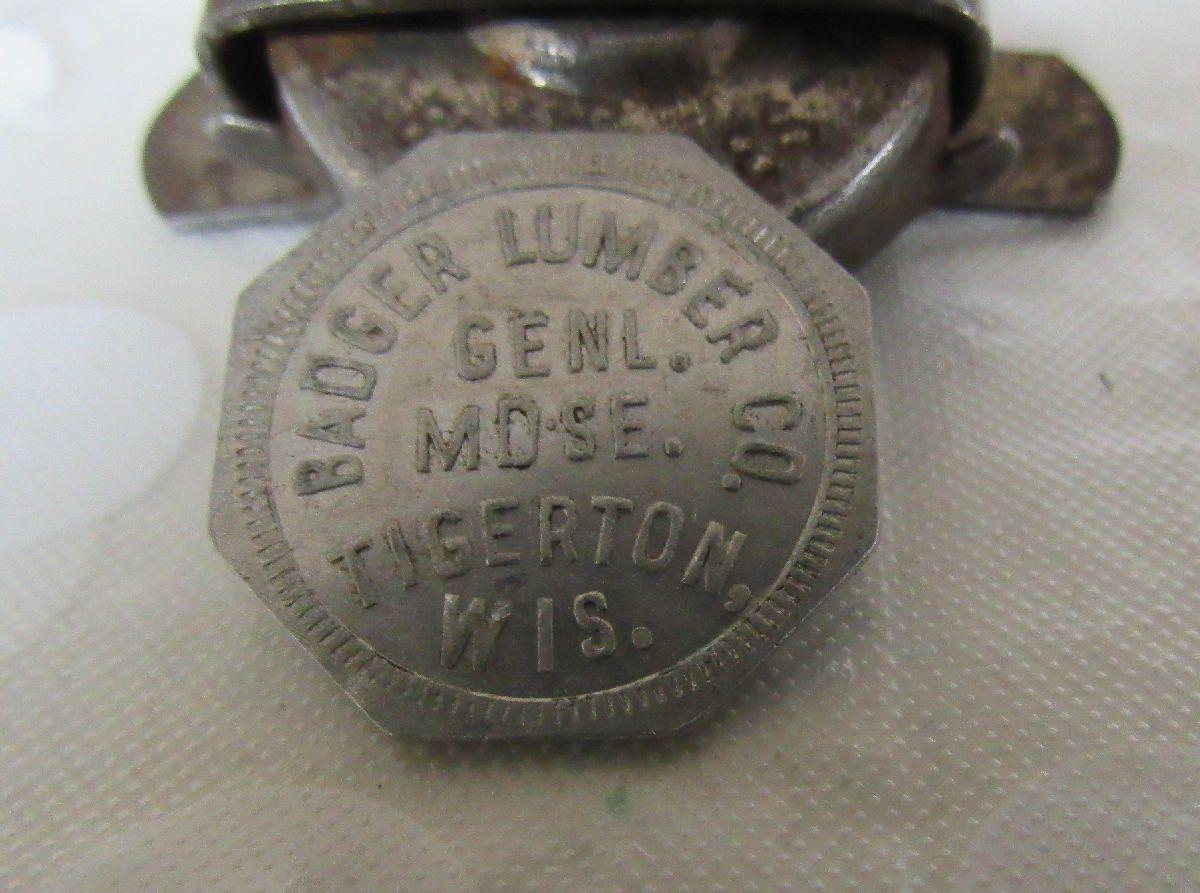 BADGER LUMBER CO.
GENL.
MDSE.
TIGERTON,
WIS.